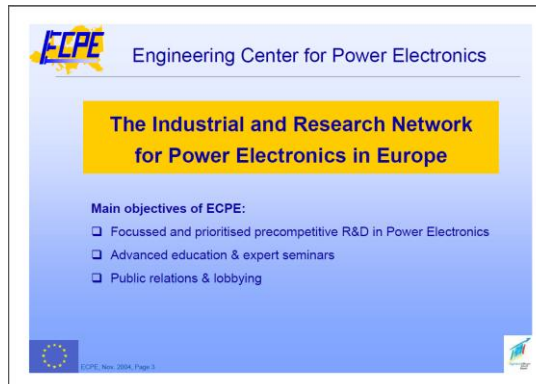 ECPE
Engineering Center for Power Electronics
The Industrial and Research Network
for Power Electronics in Europe
Main objectives of ECPE:
Focussed and prioritised precompetitive R&D in Power Electronics
Advanced education & expert seminars
Public relations & lobbying
ECPE, Nov. 2004, Page 3